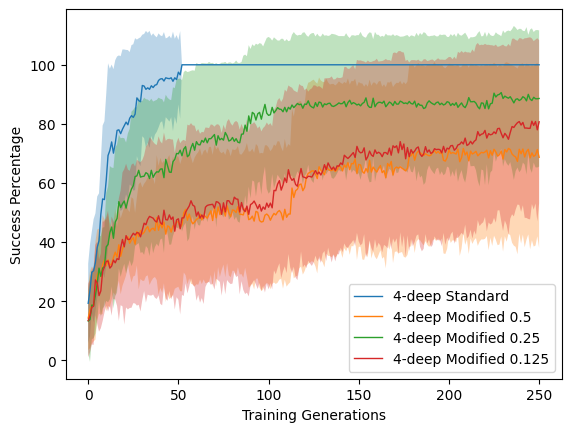 100
80
60
40
20
0
Success Percentage
0 50 100 150 200 250
Training Generations
4-deep Standard
4-deep Modified 0.5
4-deep Modified 0.25
4-deep Modified 0.125